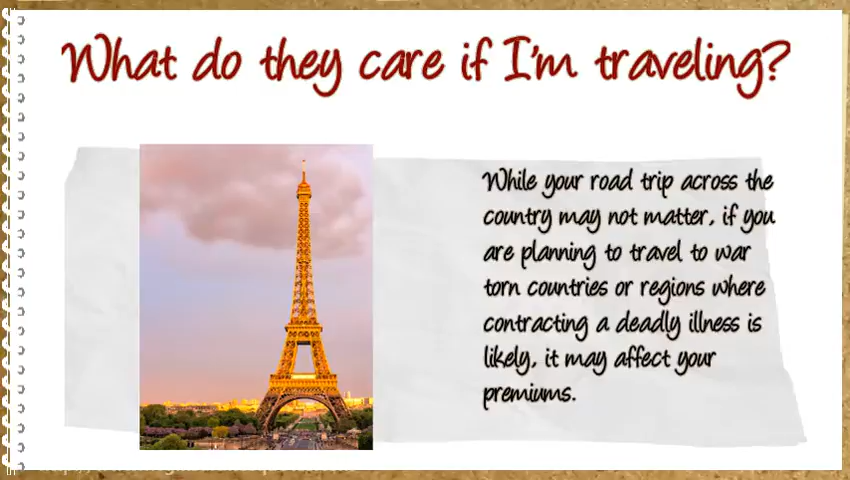 What do they care if I'm traveling?
While your road trip across the
country may not matter, if you
are planning to travel to war
torn countries or regions where
contracting a deadly illness is
likely, it may affect your
premiums.